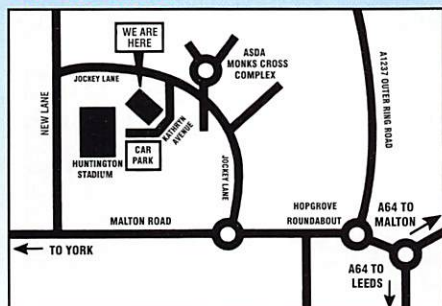 WE ARE
HERE
ASDA
MONKS CROSS
COMPLEX
JOCKEY LANE
A1237 OUTER RING ROAD
NEW LANE
KATHRYN AVENUE
CAR
PARK
HUNTINGTON
STADIUM
JOCKEY LANE
MALTON ROAD
HOPGROVE
ROUNDABOUT
A64 TO
MALTON
TO YORK
A64 TO
LEEDS